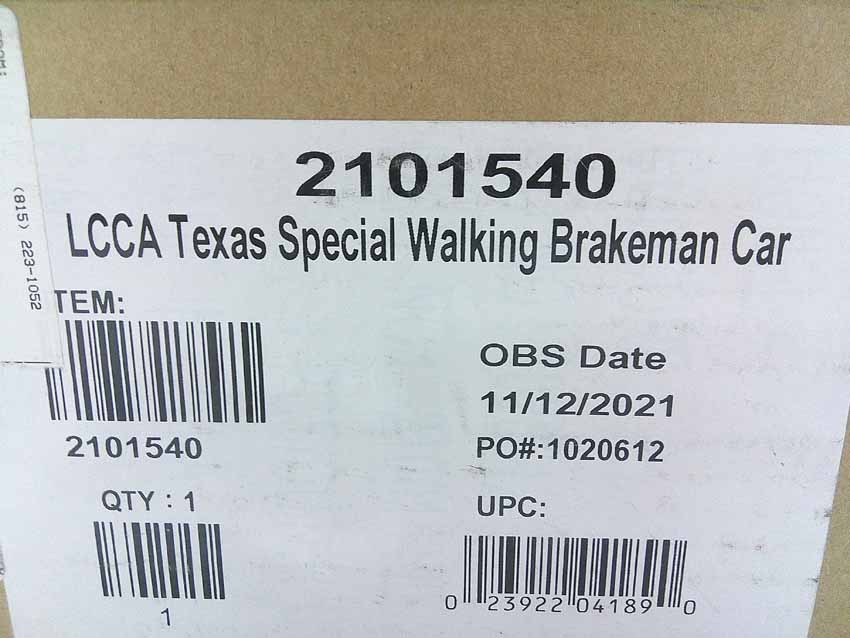 2101540
LCCA Texas Special Walking Brakeman Car
(815) 223-1052
TEM:
2101540
QTY : 1
1
OBS Date
11/12/2021
PO#:1020612
UPC:
0 23922 04189 0